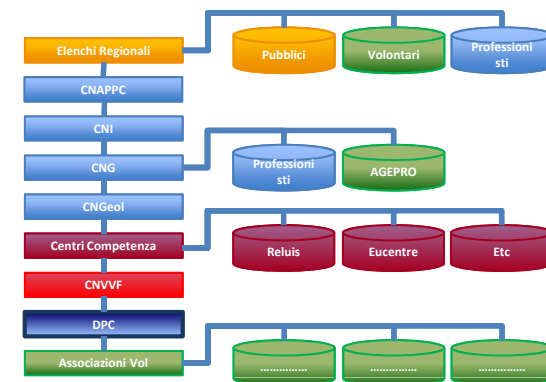 Elenchi Regionali
Pubblici
Volontari
Professioni
sti
CNAPPC
CNI
CNG
Professioni
sti
AGEPRO
CNGeol
Centri Competenza
Reluis
Eucentre
Etc
CNVVF
DPC
Associazioni Vol
……………
……………
……………